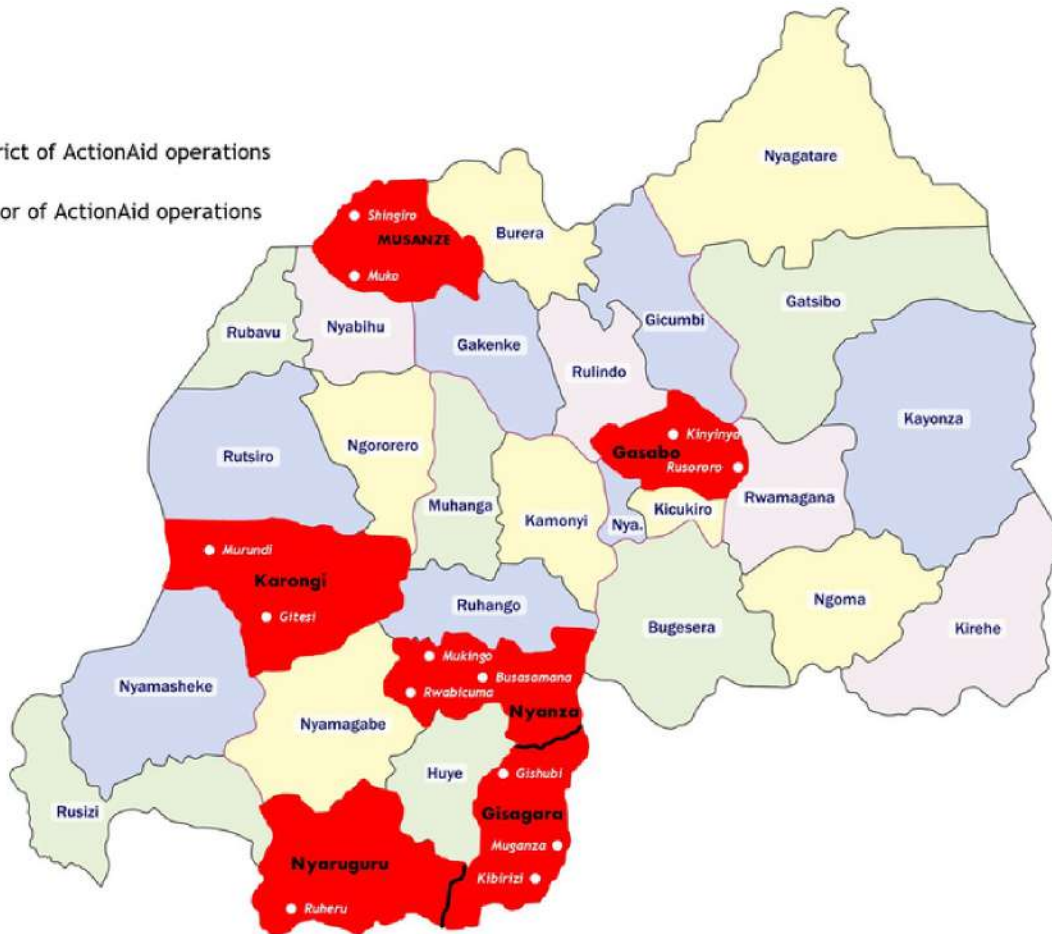 Nyagatare
rict of ActionAid operations
or of ActionAid operations
Shingiro
MUSANZE
Muko
Burera
Gatsibo
Gicumbi
Rubavu
Nyabihu
Gakenke
Rulindo
Kayonza
Kinyinya
Gasabo
Rusororo
Ngororero
Rutsiro
Rwamagana
Muhanga
Kamonyi
Nya.
Kicukiro
Murundi
Karongi
Gitesi
Ruhango
Ngoma
Bugesera
Kirehe
Mukingo
Busasamana
Rwabicuma
Nyanza
Nyamasheke
Nyamagabe
Huye
Gishubi
Gisagara
Rusizi
Muganza
Nyaruguru
Kibirizi
Ruheru